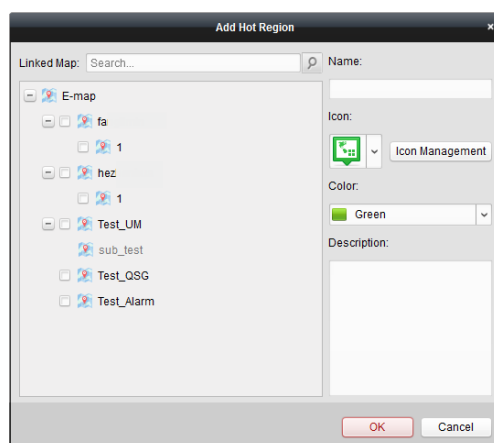 Add Hot Region
×
Linked Map: Search...
E-map
fa
1
hez
1
Test_UM
sub_test
Test_QSG
Test_Alarm
Name:
Icon:
Icon Management
Color:
Green
Description:
OK Cancel